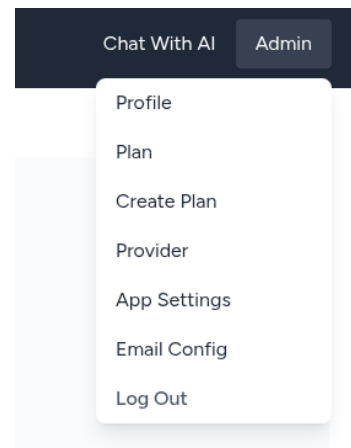 Chat With AI Admin
Profile
Plan
Create Plan
Provider
App Settings
Email Config
Log Out